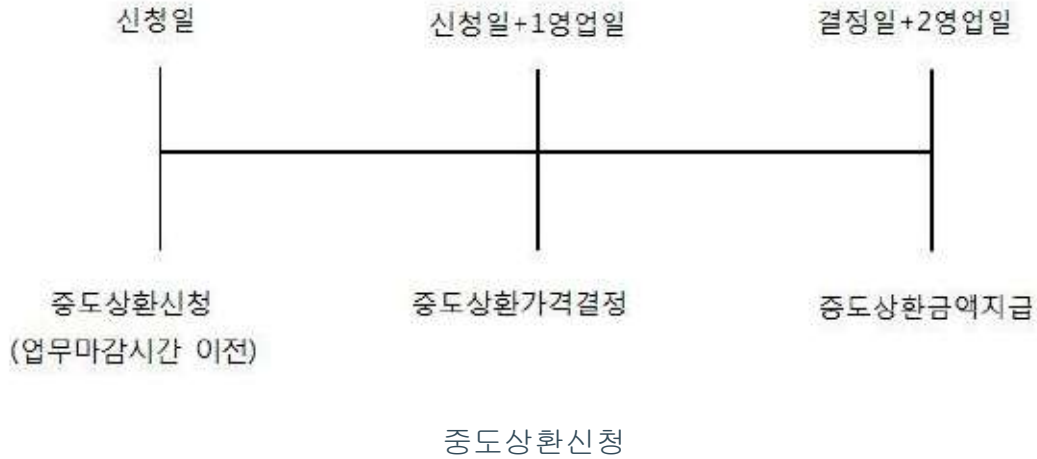 신청일 신청일+1영업일 결정일+2영업일
중도상환신청 중도상환가격결정 중도상환금액지급
(업무마감시간 이전)
중도상환신청